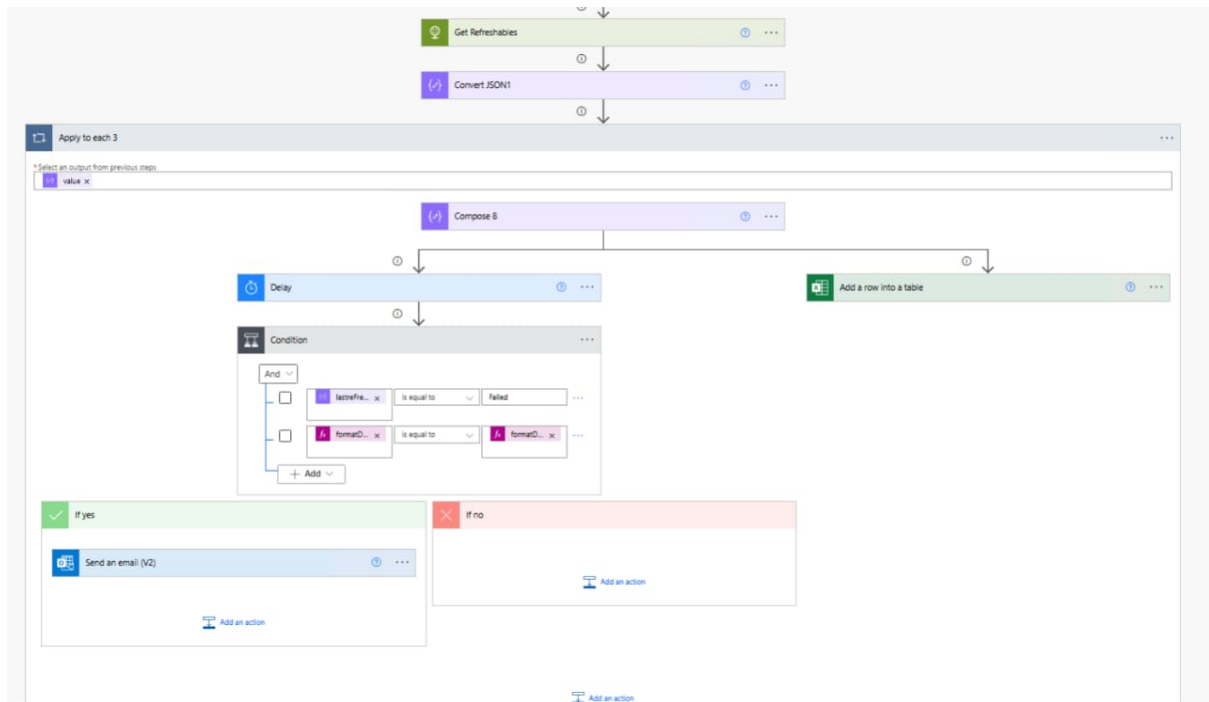 Get Refreshables
Convert JSON1
Apply to each 3
* Select an output from previous steps
value x
Compose 8
Delay
Add a row into a table
Condition
And
lastreFre... x is equal to Failed
formatD... x is equal to formatD... x
+ Add
If yes
If no
Send an email (V2)
Add an action
Add an action
Add an action